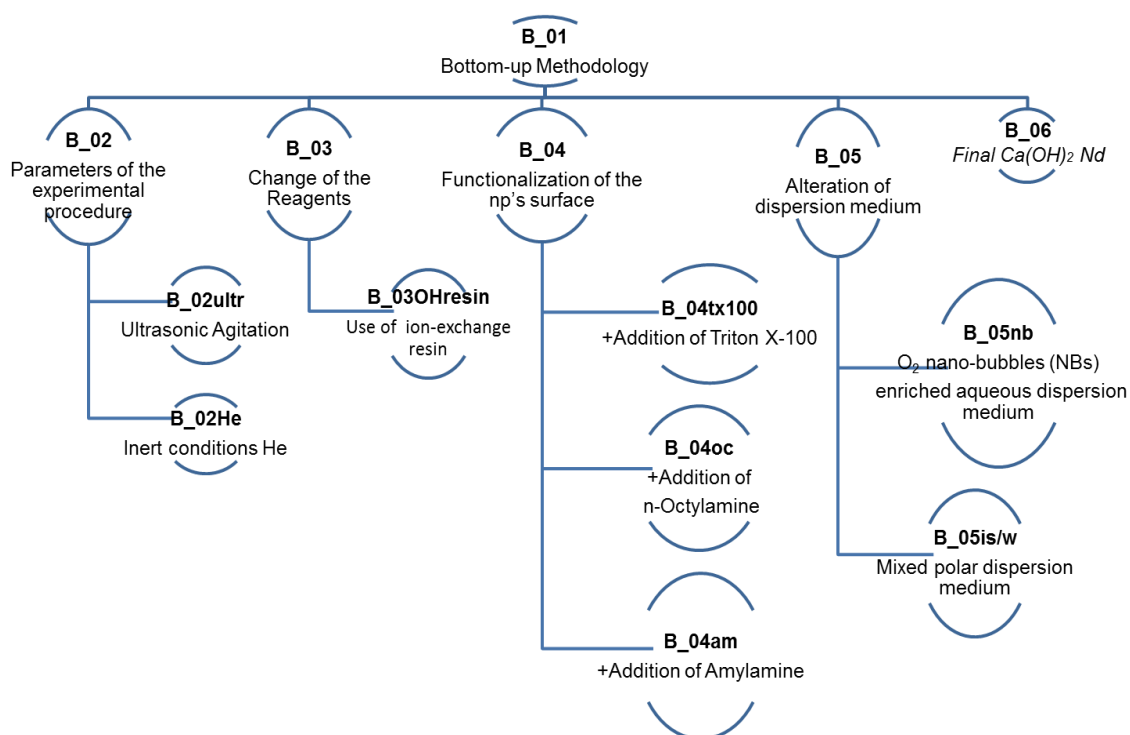 B_01
Bottom-up Methodology
B_02
Parameters of the
experimental
procedure
B_03
Change of the
Reagents
B_04
Functionalization of the
np's surface
B_05
Alteration of
dispersion medium
B_06
Final Ca(OH)₂ Nd
B_02ultr
Ultrasonic Agitation
B_02He
Inert conditions He
B_03OHresin
Use of ion-exchange
resin
B_04tx100
+Addition of Triton X-100
B_04oc
+Addition of
n-Octylamine
B_04am
+Addition of Amylamine
B_05nb
O₂ nano-bubbles (NBs)
enriched aqueous dispersion
medium
B_05is/w
Mixed polar dispersion
medium